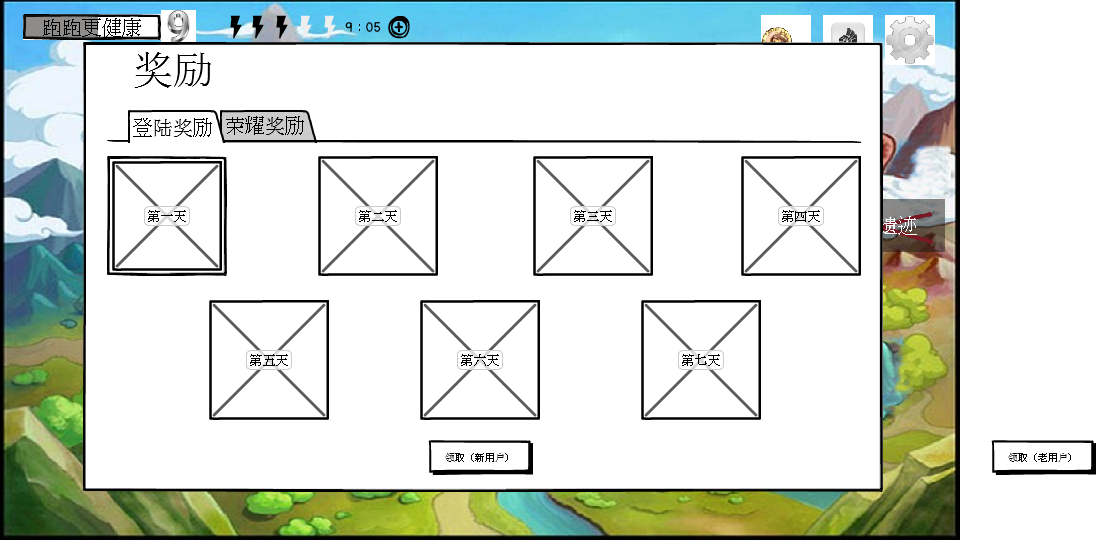 跑跑更健康
9
9：05
奖励
登陆奖励
荣耀奖励
第一天
第二天
第三天
第四天
遗迹
第五天
第六天
第七天
领取（新用户）
领取（老用户）